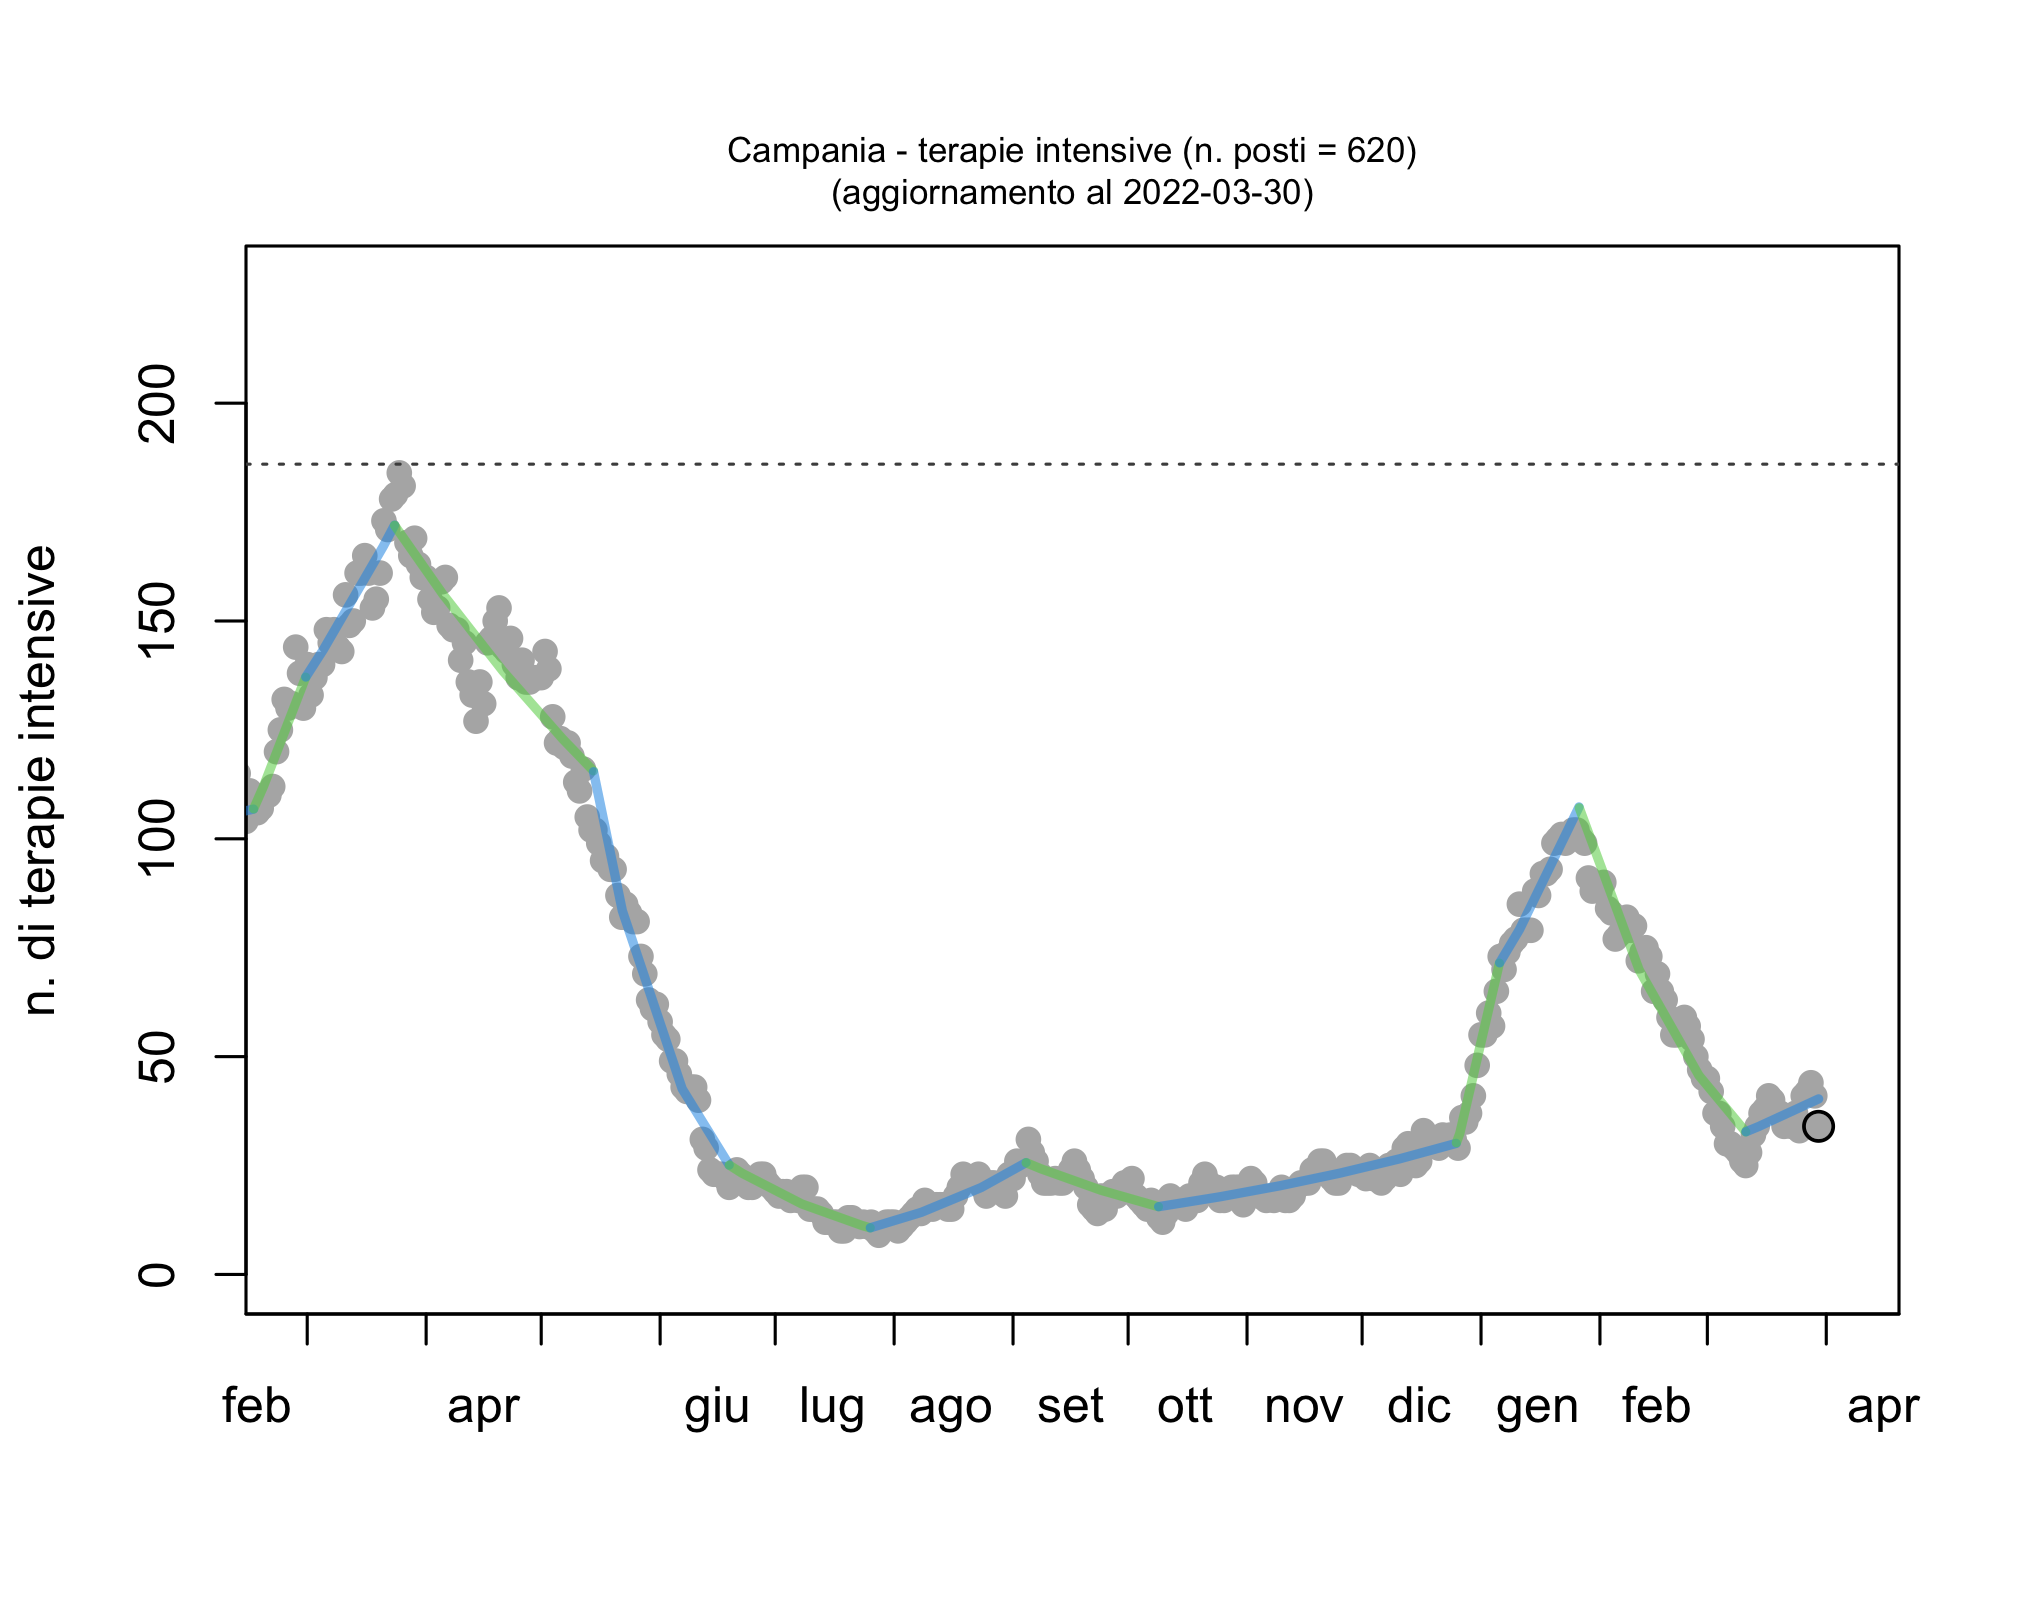 Campania - terapie intensive (n. posti = 620)
(aggiornamento al 2022-03-30)
n. di terapie intensive
200
150
100
50
0
feb apr giu lug ago set ott nov dic gen feb apr